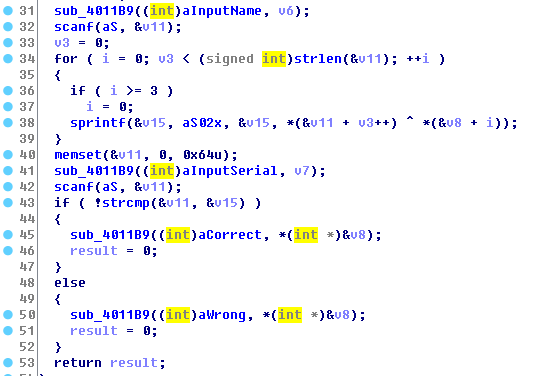 31 sub_4011B9((int)aInputName, v6);
32 scanf(aS, &v11);
33 v3 = 0;
34 for ( i = 0; v3 < (signed int)strlen(&v11); ++i )
35 {
36 if ( i >= 3 )
37 i = 0;
38 sprintf(&v15, aS02x, &v15, *(&v11 + v3++) ^ *(&v8 + i));
39 }
40 memset(&v11, 0, 0x64u);
41 sub_4011B9((int)aInputSerial, v7);
42 scanf(aS, &v11);
43 if ( !strcmp(&v11, &v15) )
44 {
45 sub_4011B9((int)aCorrect, *(int *)&v8);
46 result = 0;
47 }
48 else
49 {
50 sub_4011B9((int)aWrong, *(int *)&v8);
51 result = 0;
52 }
53 return result;